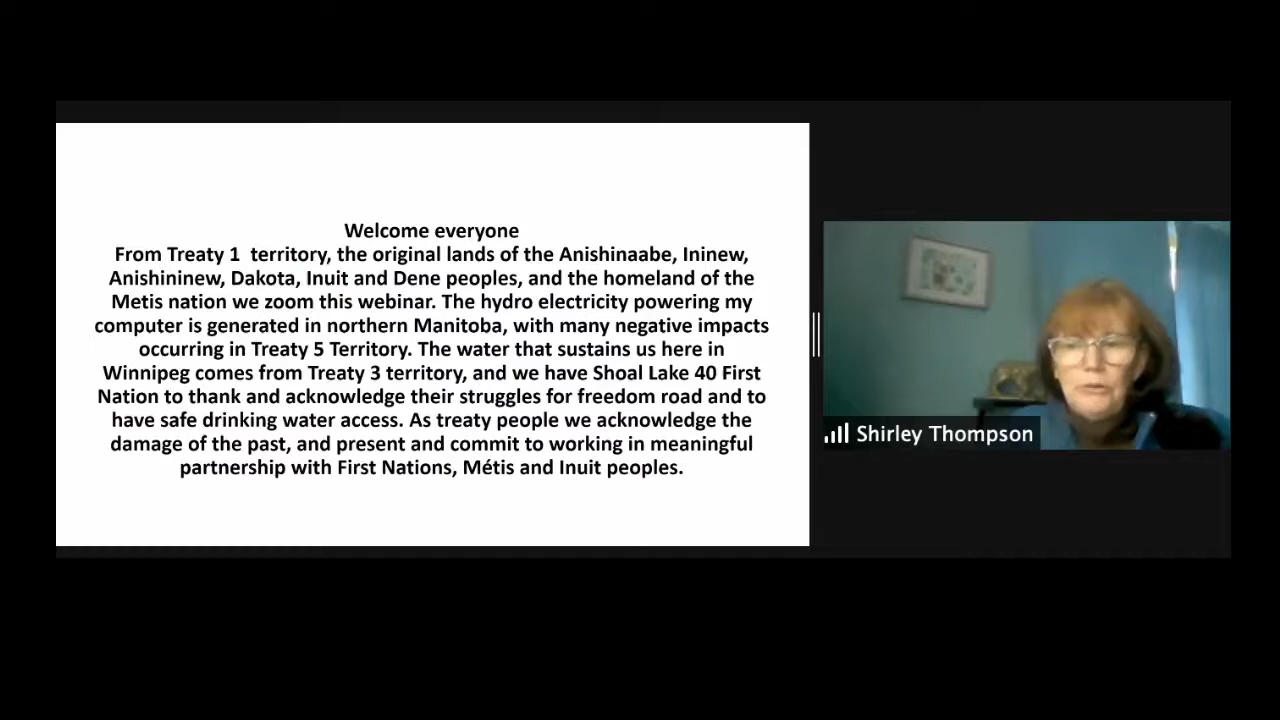 Welcome everyone
From Treaty 1  territory, the original lands of the Anishinaabe, Ininew,
Anishininew, Dakota, Inuit and Dene peoples, and the homeland of the
Metis nation we zoom this webinar. The hydro electricity powering my
computer is generated in northern Manitoba, with many negative impacts
occurring in Treaty 5 Territory. The water that sustains us here in
Winnipeg comes from Treaty 3 territory, and we have Shoal Lake 40 First
Nation to thank and acknowledge their struggles for freedom road and to
have safe drinking water access. As treaty people we acknowledge the
damage of the past, and present and commit to working in meaningful
partnership with First Nations, Métis and Inuit peoples.
Shirley Thompson